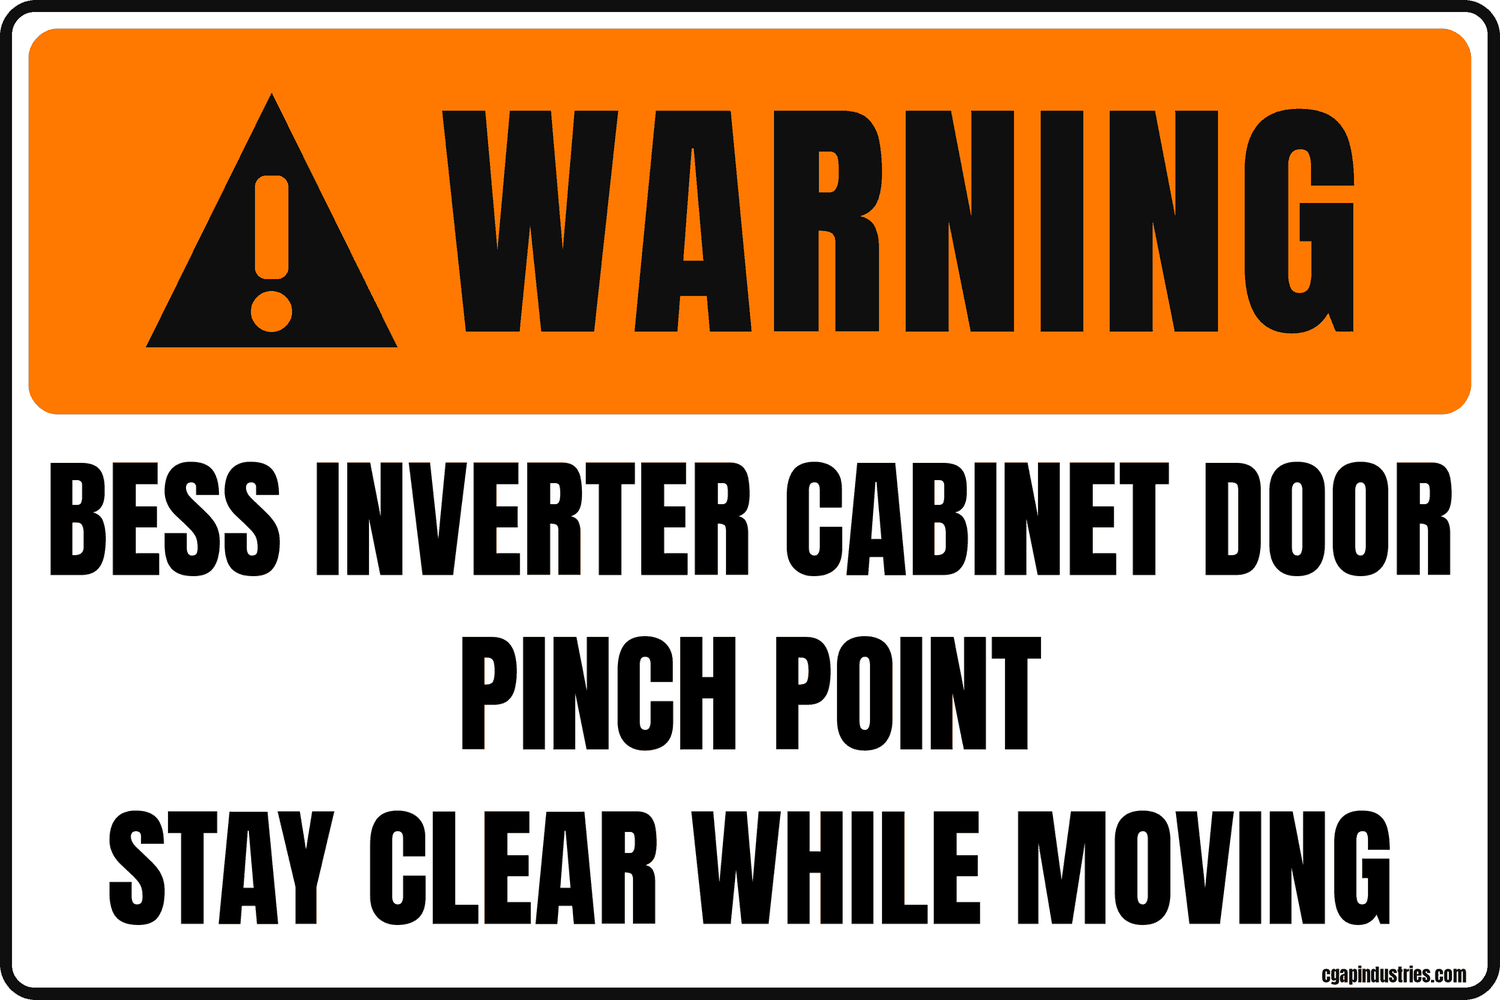 WARNING
BESS INVERTER CABINET DOOR
PINCH POINT
STAY CLEAR WHILE MOVING
cgapindustries.com